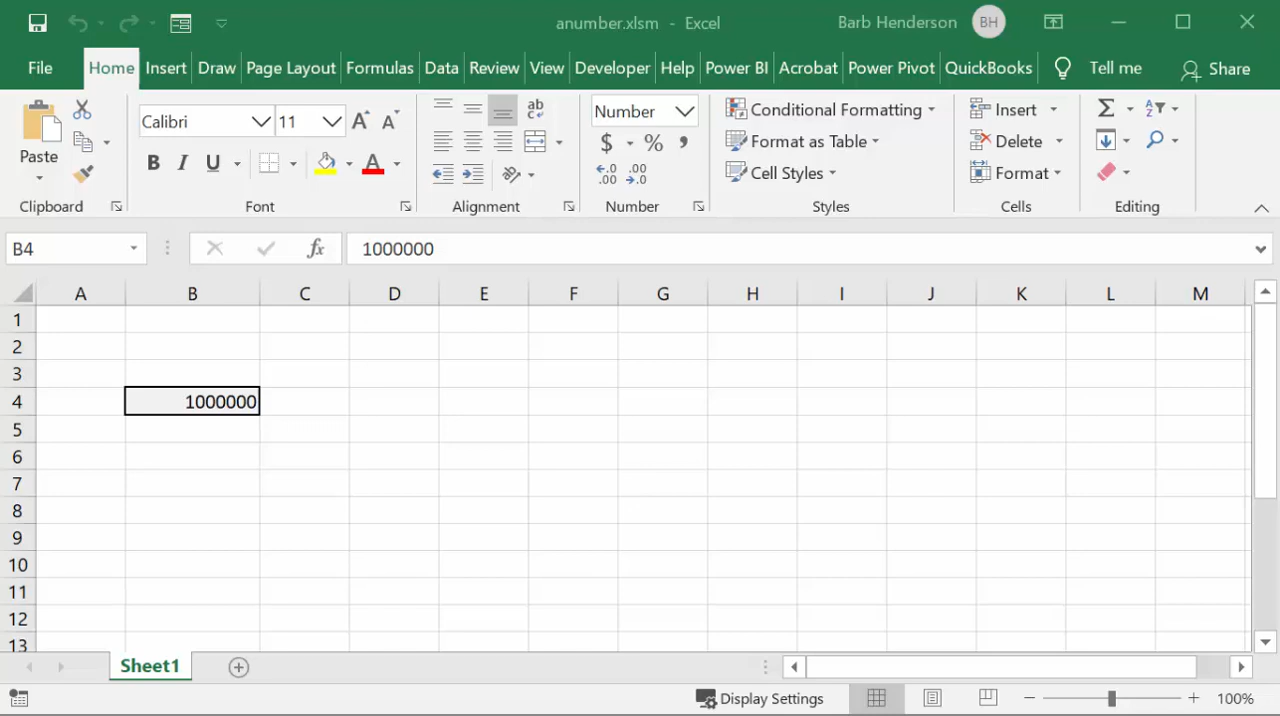 anumber.xlsm - Excel
Barb Henderson BH
File Home Insert Draw Page Layout Formulas Data Review View Developer Help Power BI Acrobat Power Pivot QuickBooks Tell me Share
Paste
Calibri 11
B I U A
A A
ab
Number
$ % ,
Conditional Formatting
Format as Table
Cell Styles
Insert
Delete
Format
Σ
Clipboard Font Alignment Number Styles Cells Editing
B4 fx 1000000
A B C D E F G H I J K L M
1
2
3
4 1000000
5
6
7
8
9
10
11
12
13
Sheet1
Display Settings 100%